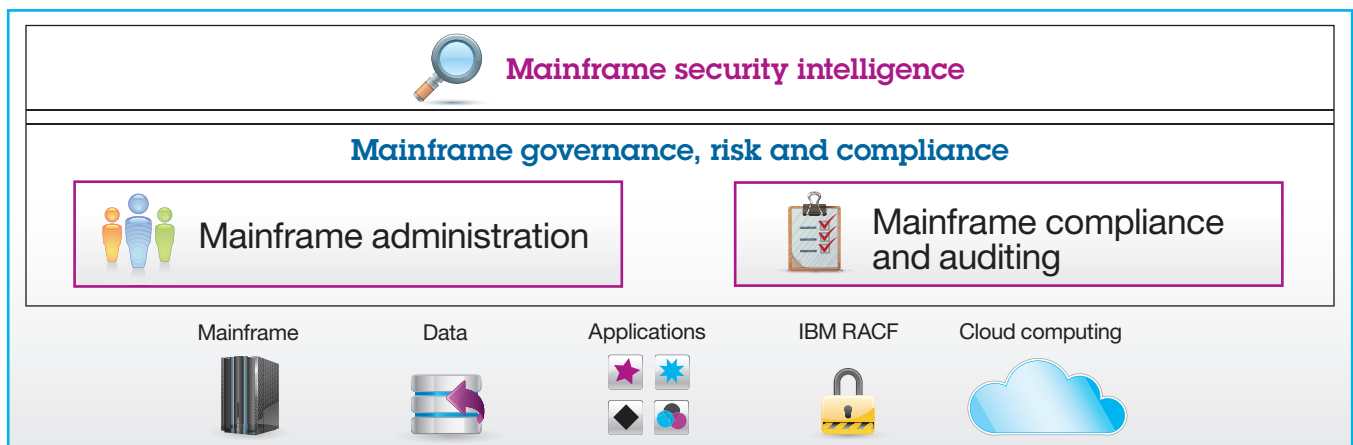 Mainframe security intelligence
Mainframe governance, risk and compliance
Mainframe administration
Mainframe compliance
and auditing
Mainframe
Data
Applications
IBM RACF
Cloud computing